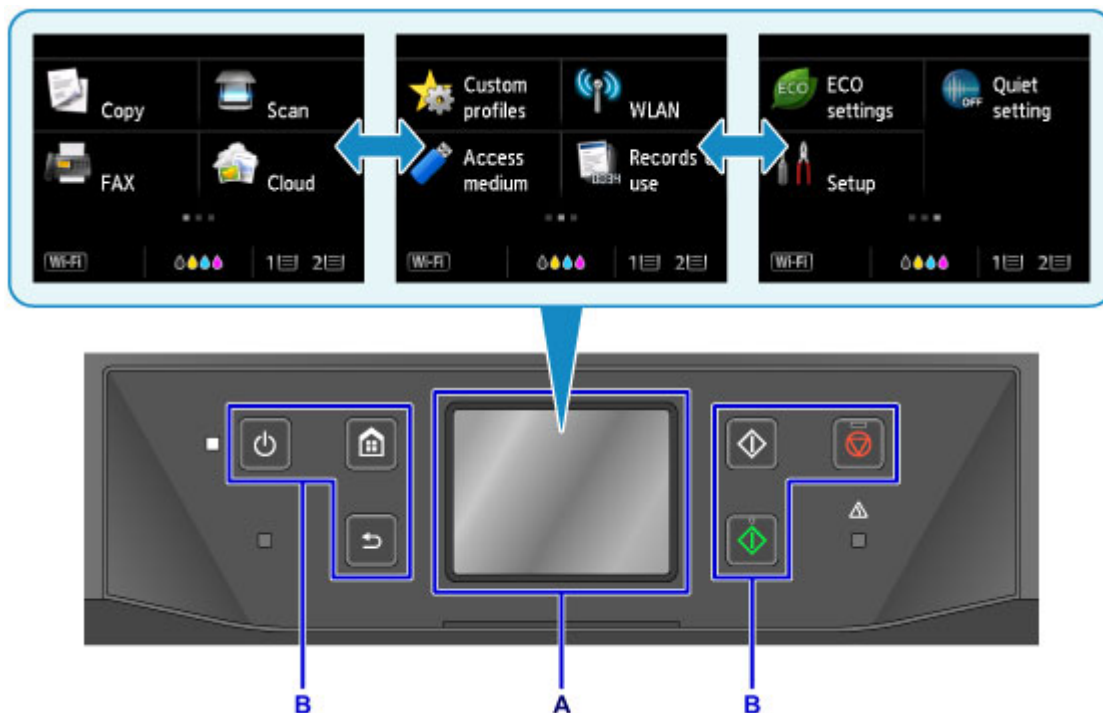 Copy
Scan
FAX
Cloud
Wi-Fi
1 2
Custom
profiles
WLAN
Access
medium
Records
use
0034
Wi-Fi
1 2
ECO
ECO
settings
OFF
Quiet
setting
Setup
Wi-Fi
1 2
B
A
B